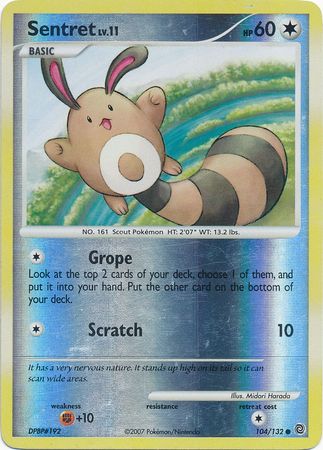 Sentret LV.11 HP 60
BASIC
NO. 161 Scout Pokémon HT: 2'07" WT: 13.2 lbs.
Grope
Look at the top 2 cards of your deck, choose 1 of them, and
put it into your hand. Put the other card on the bottom
of your deck.
Scratch 10
It has a very nervous nature. It stands up high on its tail so it can
scan wide areas.
Illus. Midori Harada
weakness resistance retreat cost
+10
DPBP#192 ©2007 Pokémon/Nintendo 104/132